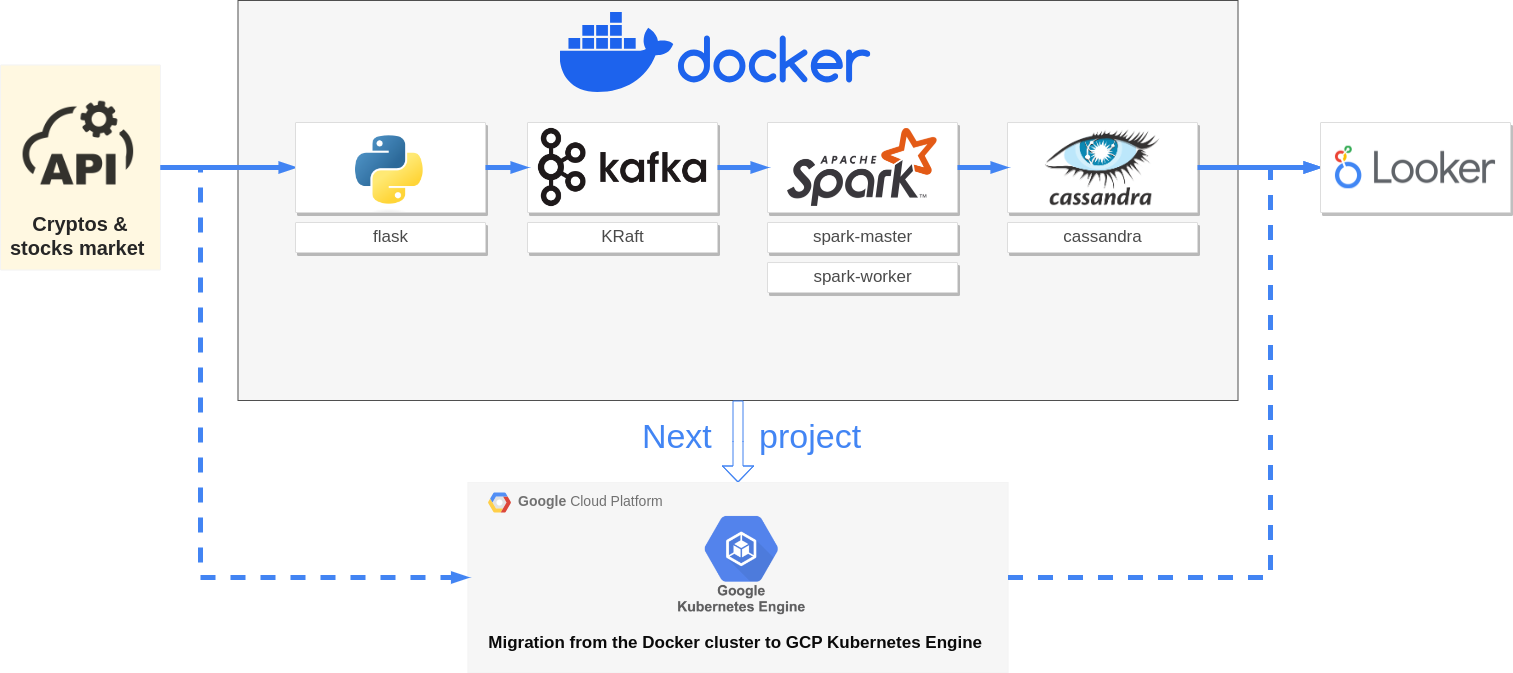 docker
API
Cryptos &
stocks market
kafka
APACHE
Spark™
cassandra
Looker
flask
KRaft
spark-master
cassandra
spark-worker
Next project
Google Cloud Platform
Google
Kubernetes Engine
Migration from the Docker cluster to GCP Kubernetes Engine